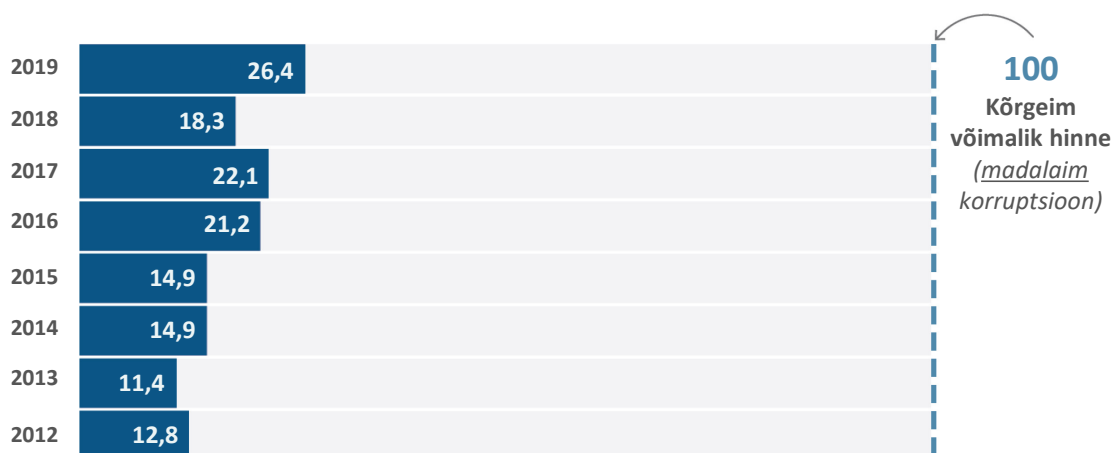 2019 26,4
2018 18,3
2017 22,1
2016 21,2
2015 14,9
2014 14,9
2013 11,4
2012 12,8
100
Kõrgeim
võimalik hinne
(madalaim
korruptsioon)